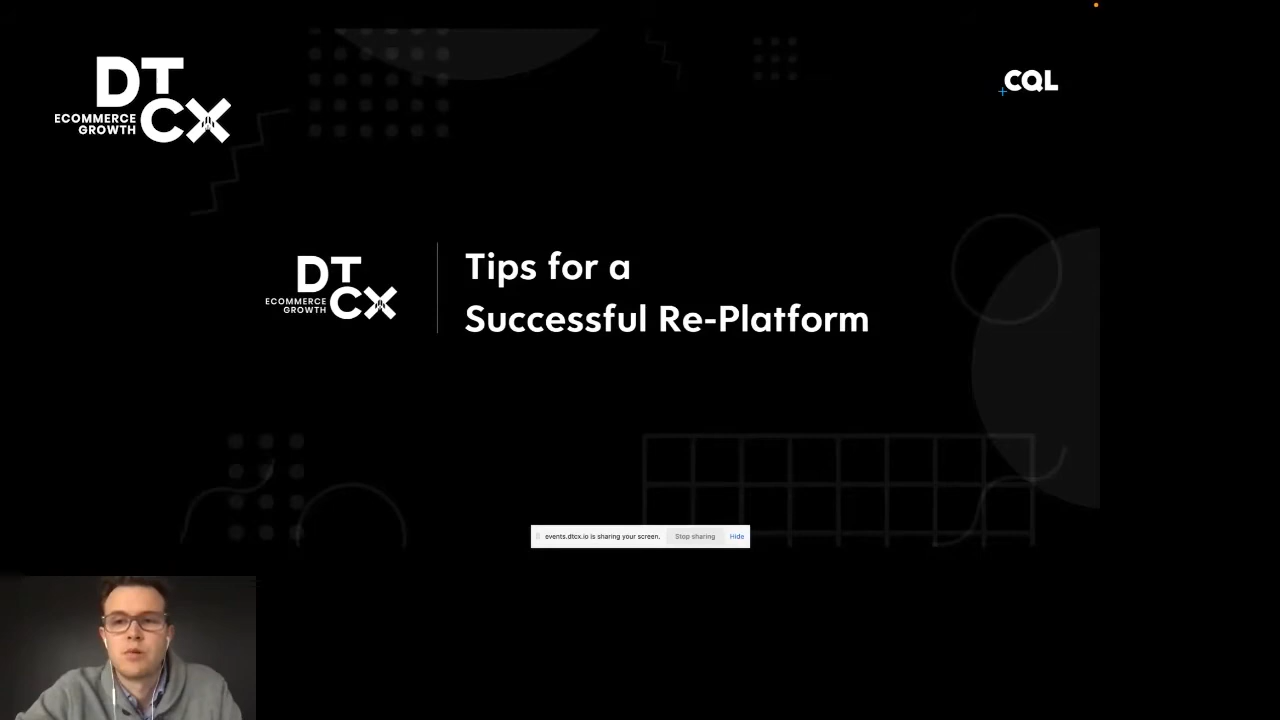 DT
CX
ECOMMERCE
GROWTH
CQL
DT
CX
ECOMMERCE
GROWTH
Tips for a
Successful Re-Platform
events.dtcx.io is sharing your screen. Stop sharing Hide